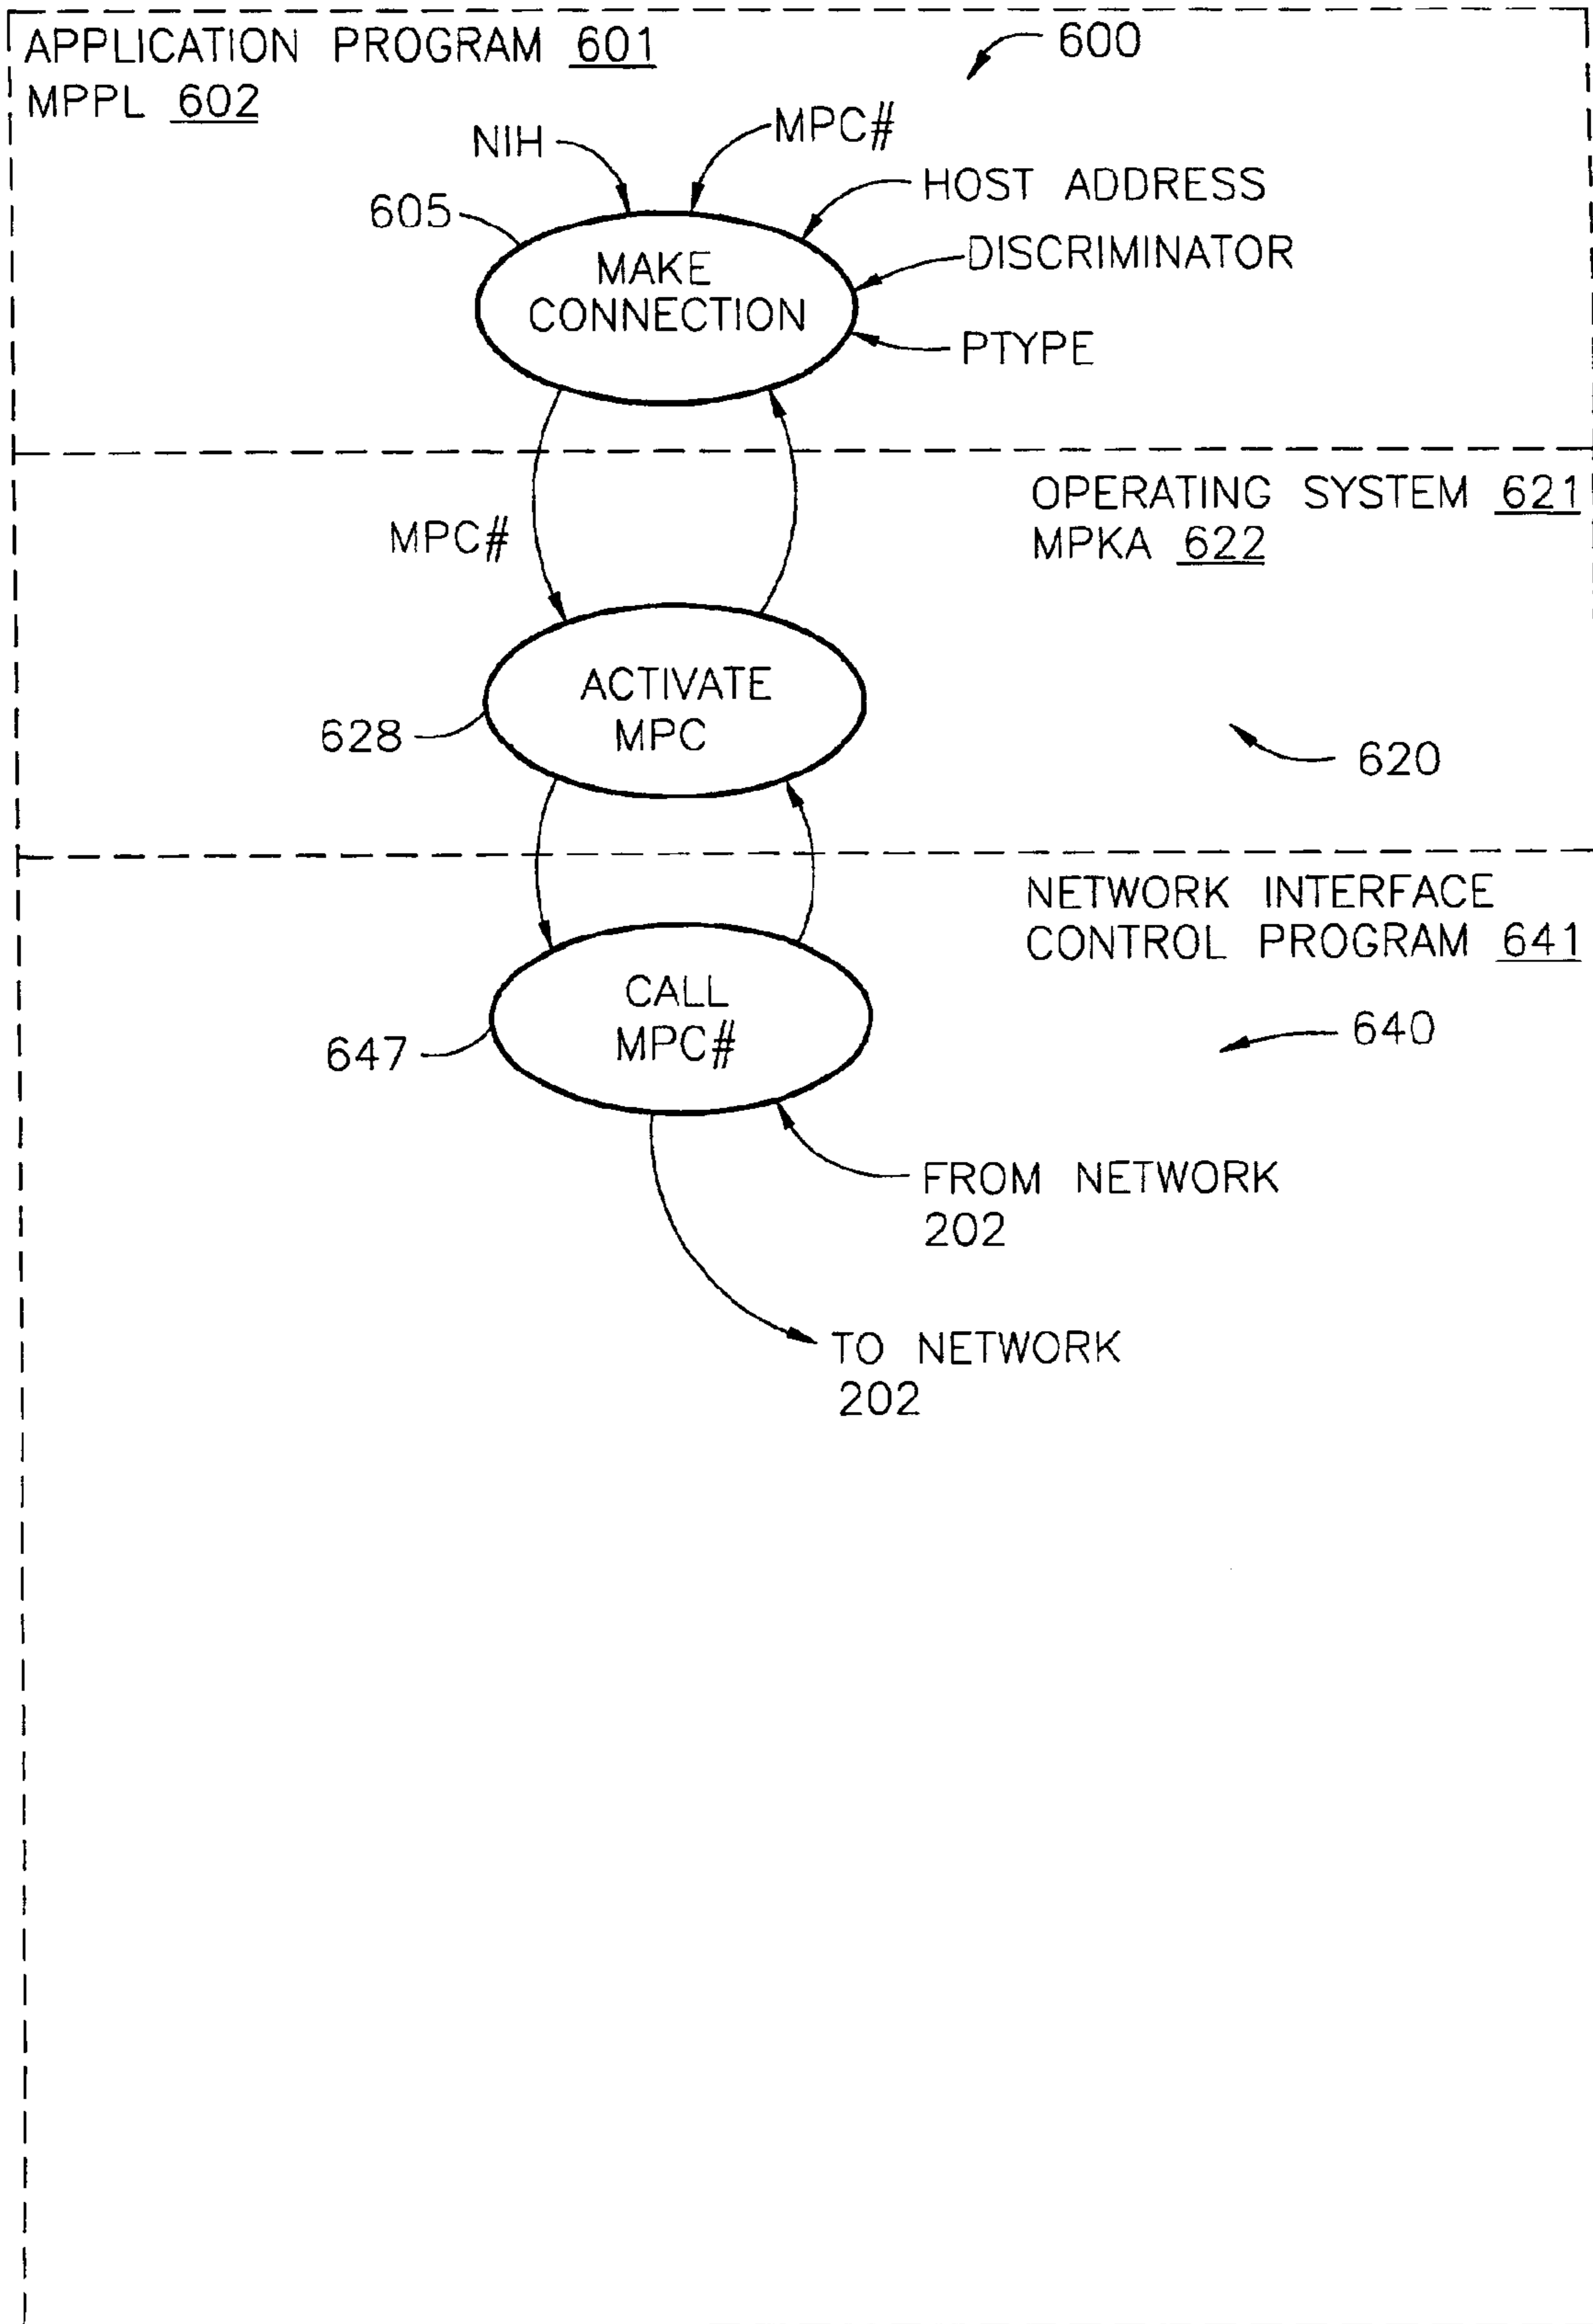 APPLICATION PROGRAM 601
600
MPPL 602
NIH
MPC#
HOST ADDRESS
605
DISCRIMINATOR
MAKE
CONNECTION
PTYPE
OPERATING SYSTEM 621
MPKA 622
MPC#
ACTIVATE
MPC
628
620
NETWORK INTERFACE
CONTROL PROGRAM 641
CALL
MPC#
647
640
FROM NETWORK
202
TO NETWORK
202